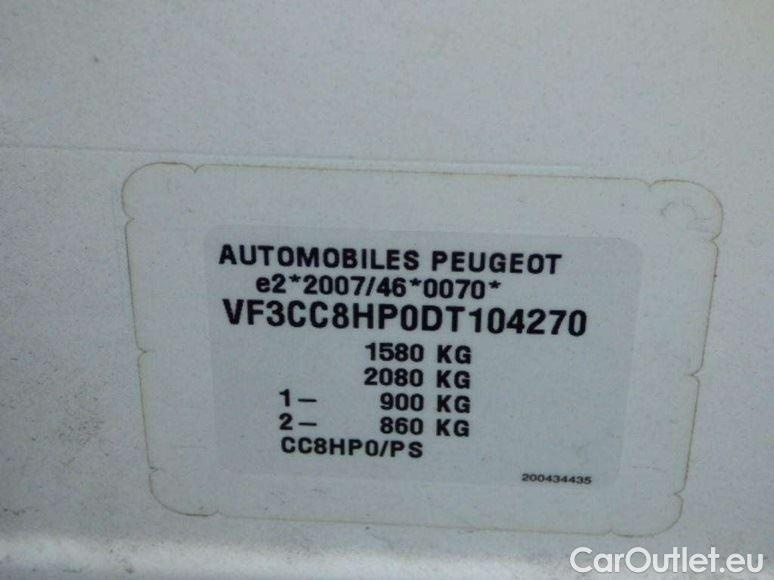 AUTOMOBILES PEUGEOT
e2*2007/46*0070*
VF3CC8HP0DT104270
1580 KG
2080 KG
1- 900 KG
2- 860 KG
CC8HP0/PS
200434435
CarOutlet.eu